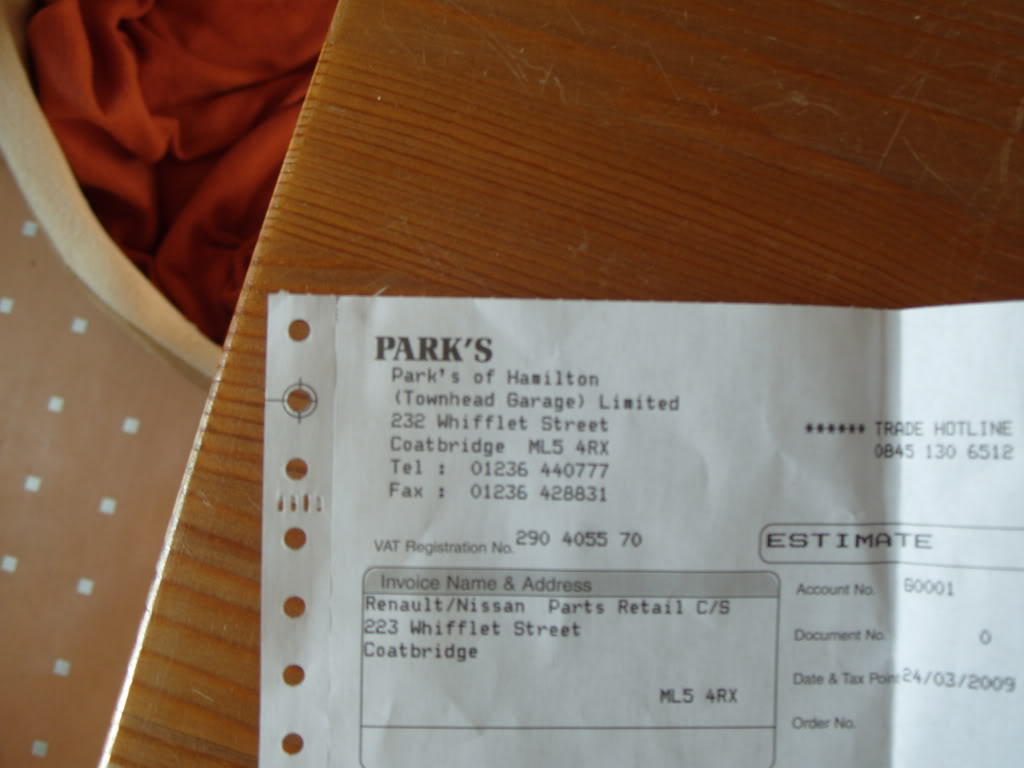 PARK'S
Park's of Hamilton
(Townhead Garage) Limited
232 Whifflet Street
Coatbridge ML5 4RX
Tel : 01236 440777
Fax : 01236 428831
****** TRADE HOTLINE
0845 130 6512
VAT Registration No. 290 4055 70
ESTIMATE
Invoice Name & Address
Renault/Nissan Parts Retail C/S
223 Whifflet Street
Coatbridge
ML5 4RX
Account No. 60001
Document No. 0
Date & Tax Point 24/03/2009
Order No.